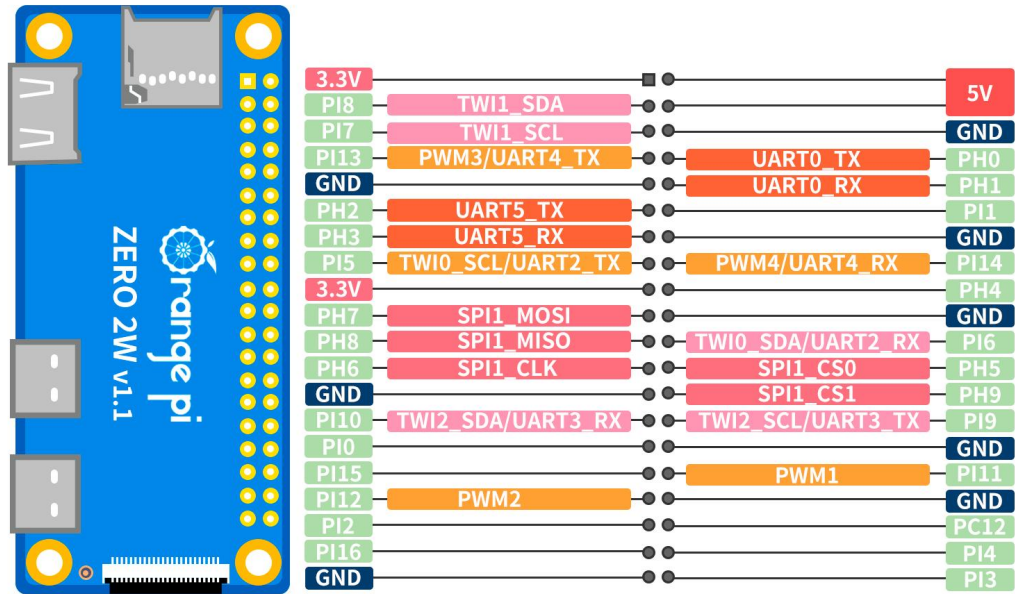 Orange pi
ZERO 2W v1.1
3.3V 5V
PI8 TWI1_SDA
PI7 TWI1_SCL GND
PI13 PWM3/UART4_TX UART0_TX PH0
GND UART0_RX PH1
PH2 UART5_TX PI1
PH3 UART5_RX GND
PI5 TWI0_SCL/UART2_TX PWM4/UART4_RX PI14
3.3V PH4
PH7 SPI1_MOSI GND
PH8 SPI1_MISO TWI0_SDA/UART2_RX PI6
PH6 SPI1_CLK SPI1_CS0 PH5
GND SPI1_CS1 PH9
PI10 TWI2_SDA/UART3_RX TWI2_SCL/UART3_TX PI9
PI0 GND
PI15 PWM1 PI11
PI12 PWM2 GND
PI2 PC12
PI16 PI4
GND PI3